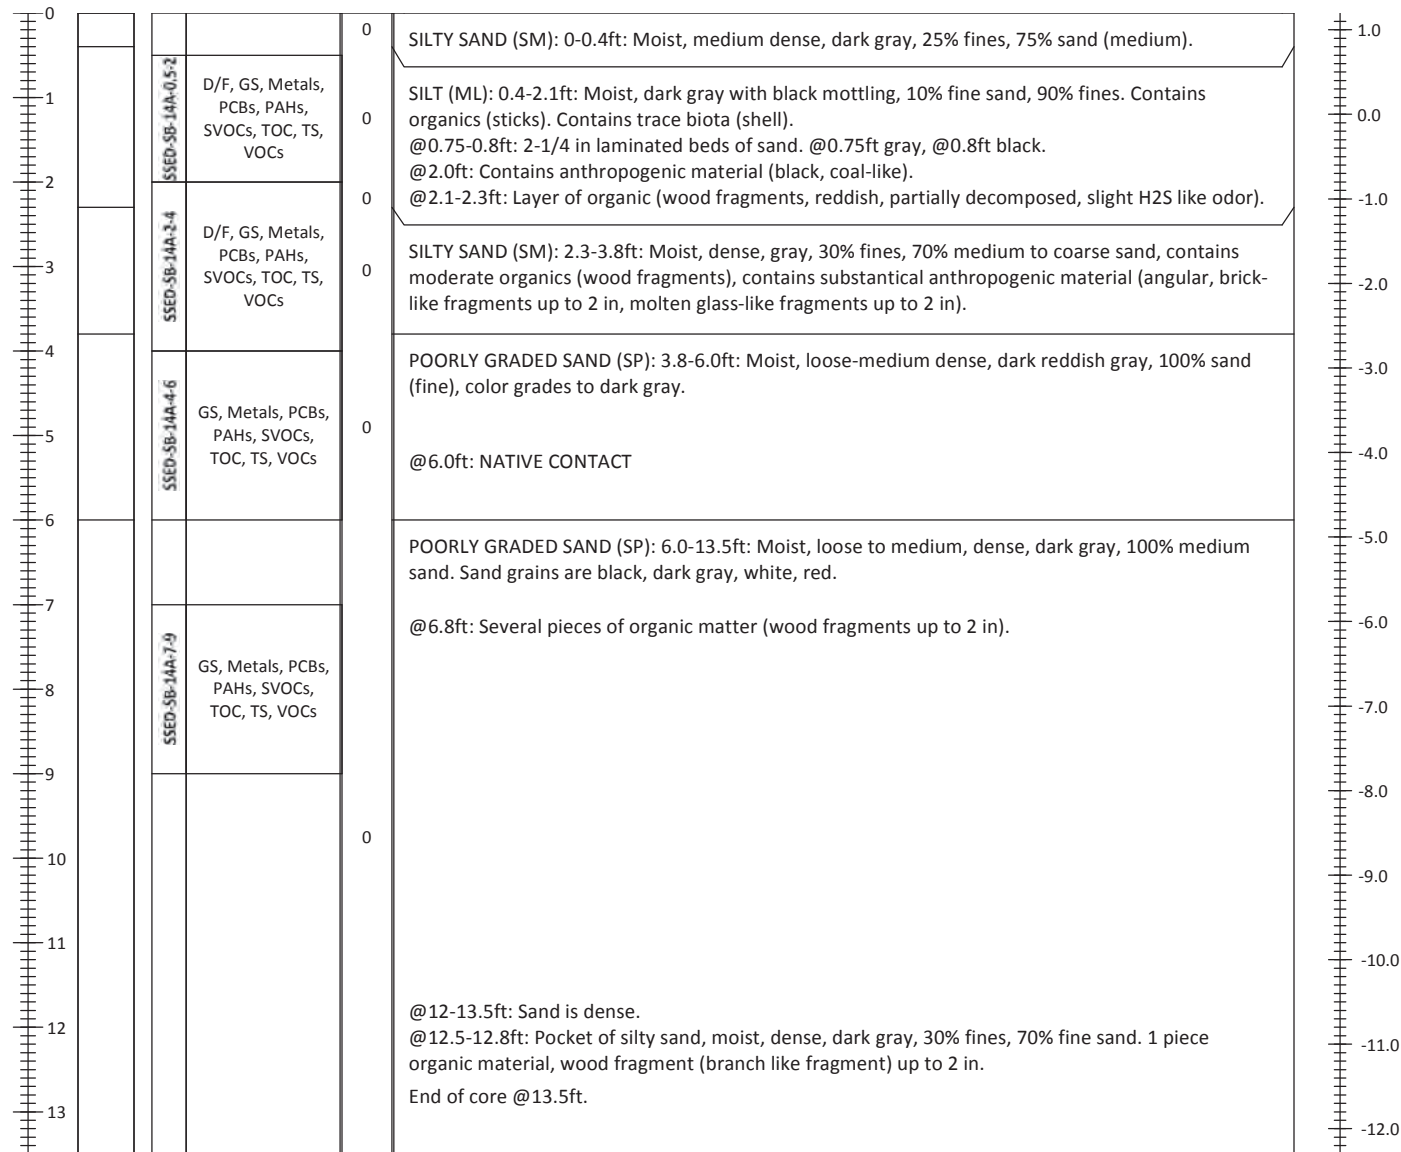 0
1
2
3
4
5
6
7
8
9
10
11
12
13
SSED-SB-14A-0.5-2
D/F, GS, Metals,
PCBs, PAHs,
SVOCs, TOC, TS,
VOCs
SSED-SB-14A-2-4
D/F, GS, Metals,
PCBs, PAHs,
SVOCs, TOC, TS,
VOCs
SSED-SB-14A-4-6
GS, Metals, PCBs,
PAHs, SVOCs,
TOC, TS, VOCs
SSED-SB-14A-7-9
GS, Metals, PCBs,
PAHs, SVOCs,
TOC, TS, VOCs
0
0
0
0
0
0
SILTY SAND (SM): 0-0.4ft: Moist, medium dense, dark gray, 25% fines, 75% sand (medium).
SILT (ML): 0.4-2.1ft: Moist, dark gray with black mottling, 10% fine sand, 90% fines. Contains
organics (sticks). Contains trace biota (shell).
@0.75-0.8ft: 2-1/4 in laminated beds of sand. @0.75ft gray, @0.8ft black.
@2.0ft: Contains anthropogenic material (black, coal-like).
@2.1-2.3ft: Layer of organic (wood fragments, reddish, partially decomposed, slight H2S like odor).
SILTY SAND (SM): 2.3-3.8ft: Moist, dense, gray, 30% fines, 70% medium to coarse sand, contains
moderate organics (wood fragments), contains substantical anthropogenic material (angular, brick-
like fragments up to 2 in, molten glass-like fragments up to 2 in).
POORLY GRADED SAND (SP): 3.8-6.0ft: Moist, loose-medium dense, dark reddish gray, 100% sand
(fine), color grades to dark gray.
@6.0ft: NATIVE CONTACT
POORLY GRADED SAND (SP): 6.0-13.5ft: Moist, loose to medium, dense, dark gray, 100% medium
sand. Sand grains are black, dark gray, white, red.
@6.8ft: Several pieces of organic matter (wood fragments up to 2 in).
@12-13.5ft: Sand is dense.
@12.5-12.8ft: Pocket of silty sand, moist, dense, dark gray, 30% fines, 70% fine sand. 1 piece
organic material, wood fragment (branch like fragment) up to 2 in.
End of core @13.5ft.
1.0
0.0
-1.0
-2.0
-3.0
-4.0
-5.0
-6.0
-7.0
-8.0
-9.0
-10.0
-11.0
-12.0